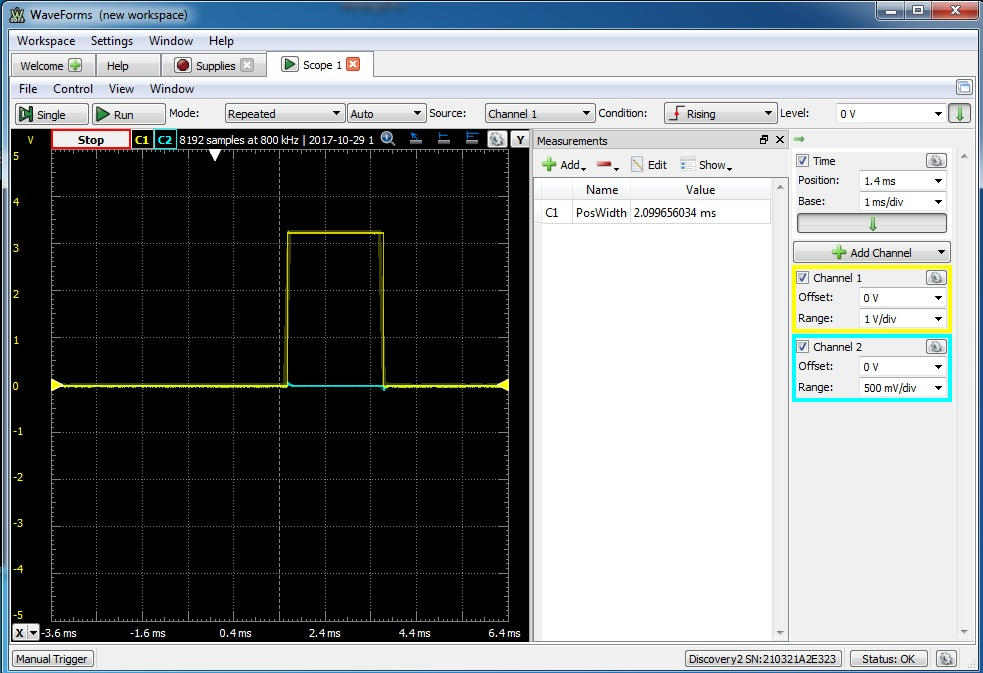 WaveForms (new workspace)
Workspace Settings Window Help
Welcome Help Supplies Scope 1
File Control View Window
Single Run Mode: Repeated Auto Source: Channel 1 Condition: Rising Level: 0 V
V Stop C1 C2 8192 samples at 800 kHz | 2017-10-29 1 Y
5
4
3
2
1
0
-1
-2
-3
-4
-5
X -3.6 ms -1.6 ms 0.4 ms 2.4 ms 4.4 ms 6.4 ms
Measurements
Add Edit Show
Name Value
C1 PosWidth 2.099656034 ms
Time
Position: 1.4 ms
Base: 1 ms/div
Add Channel
Channel 1
Offset: 0 V
Range: 1 V/div
Channel 2
Offset: 0 V
Range: 500 mV/div
Manual Trigger Discovery2 SN:210321A2E323 Status: OK